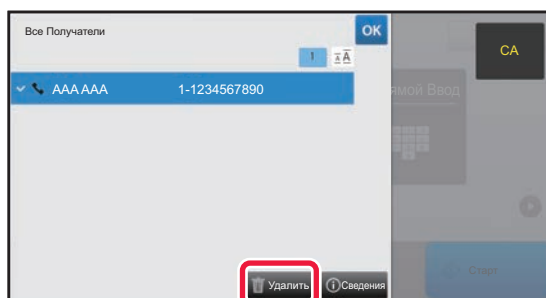 Все Получатели
OK
CA
1
AAA AAA 1-1234567890
ямой Ввод
Удалить
Сведения
Старт